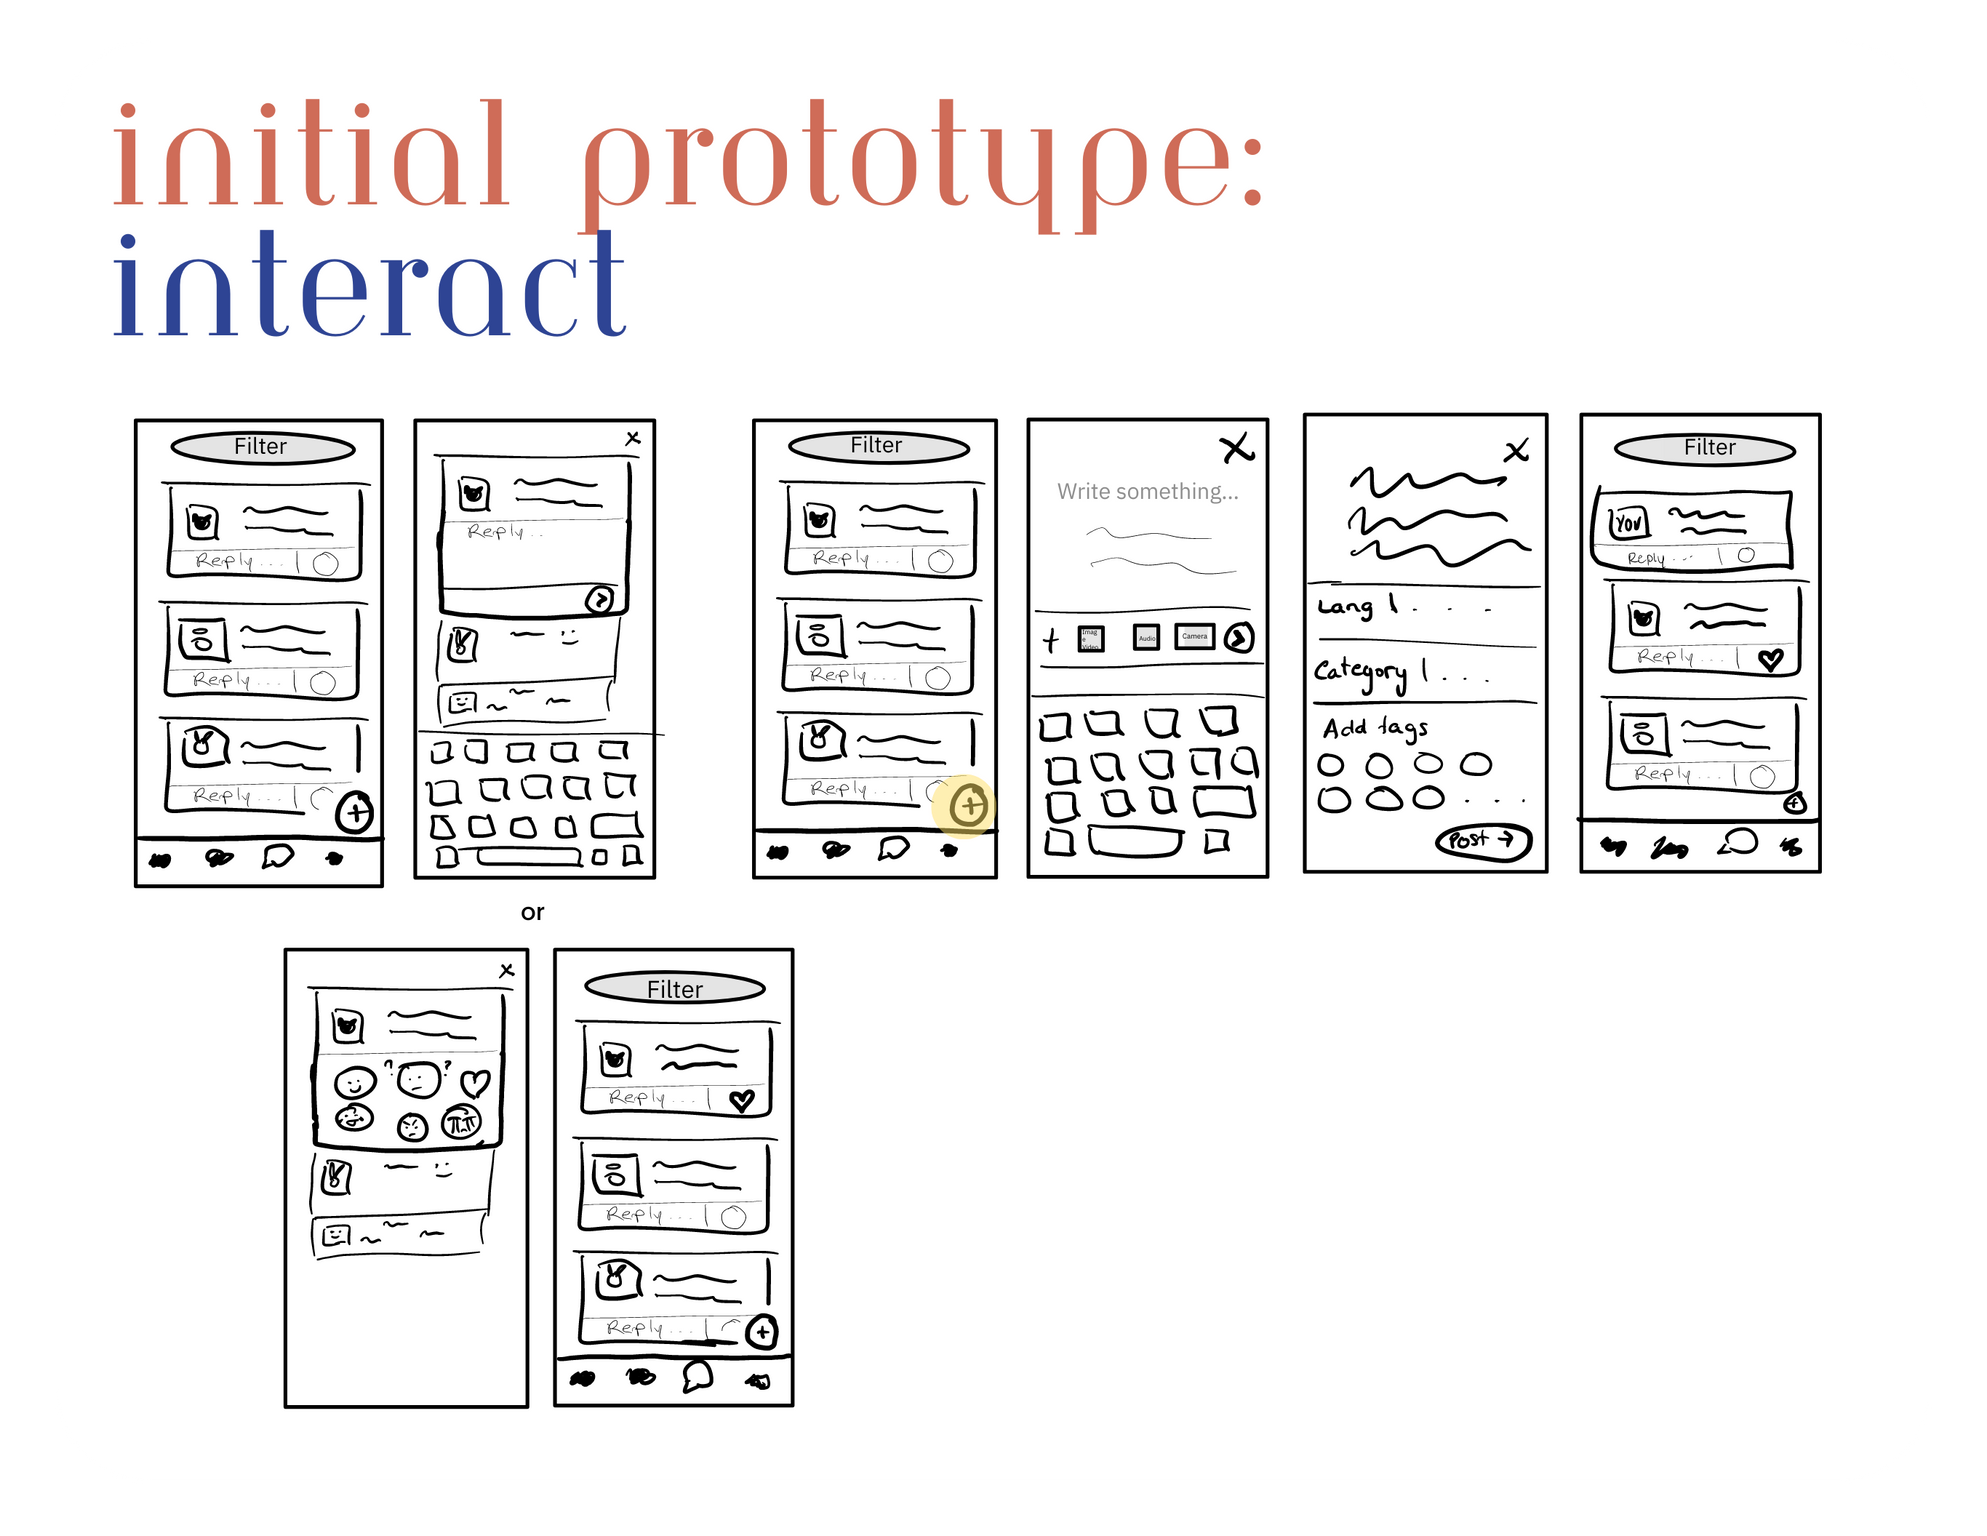 initial prototype:
interact
Filter
Reply ... |
Reply ... |
Reply ... |
+
x
Reply ..
or
x
? ?
Filter
Reply ... |
Reply ... |
Reply ... |
+
Filter
Reply ... |
Reply ... |
Reply ... |
+
X
Write something...
+ Image Video Audio Camera >
X
Lang | . . .
Category | . . .
Add tags
. . .
Post →
Filter
YOU
Reply ... |
Reply ... |
Reply ... |
+